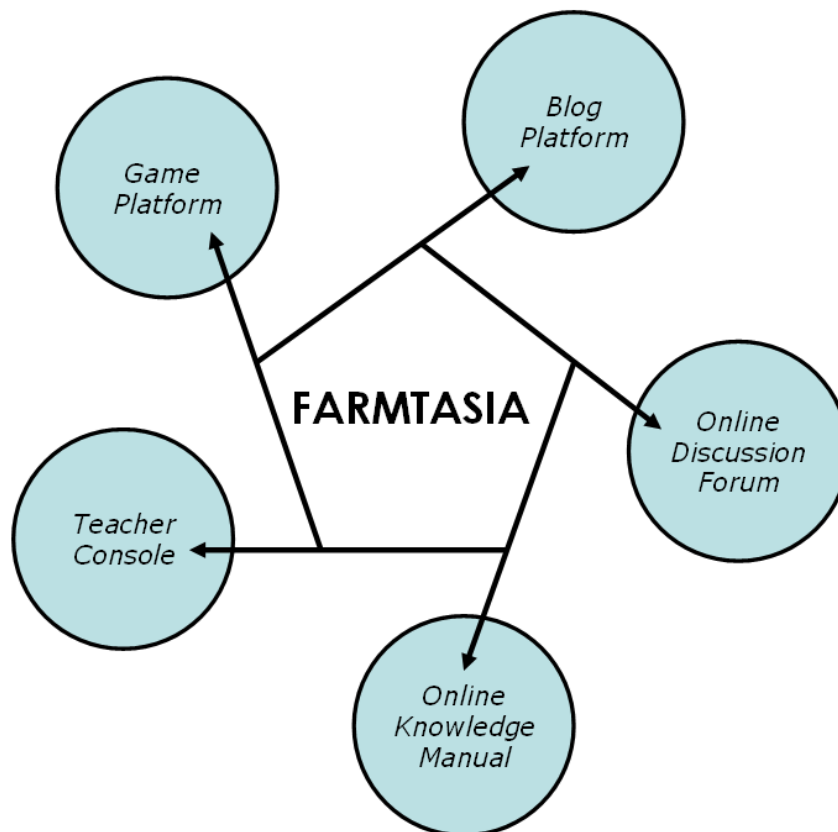 Blog
Platform
Game
Platform
FARMTASIA
Online
Discussion
Forum
Teacher
Console
Online
Knowledge
Manual